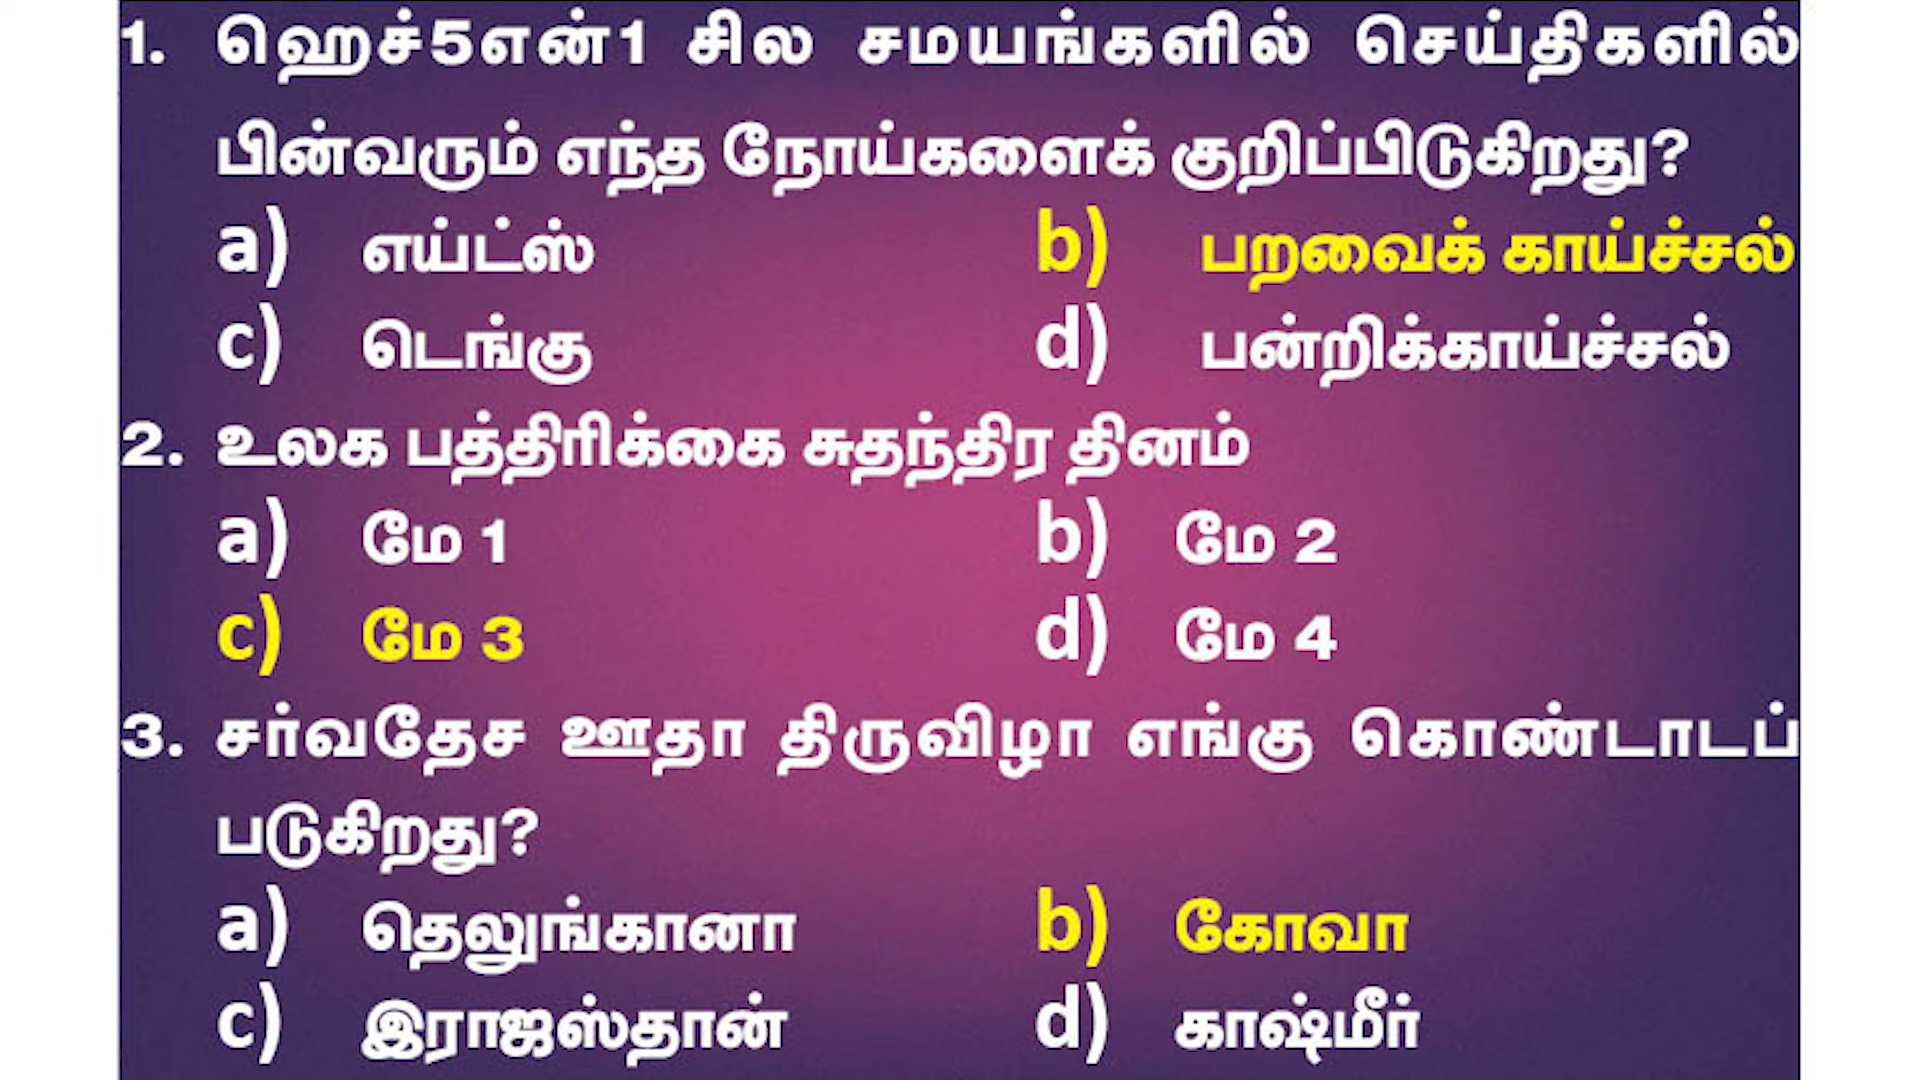 1. ஹெச்5என்1 சில சமயங்களில் செய்திகளில்
பின்வரும் எந்த நோய்களைக் குறிப்பிடுகிறது?
a) எய்ட்ஸ் b) பறவைக் காய்ச்சல்
c) டெங்கு d) பன்றிக்காய்ச்சல்
2. உலக பத்திரிக்கை சுதந்திர தினம்
a) மே 1 b) மே 2
c) மே 3 d) மே 4
3. சர்வதேச ஊதா திருவிழா எங்கு கொண்டாடப்
படுகிறது?
a) தெலுங்கானா b) கோவா
c) இராஜஸ்தான் d) காஷ்மீர்